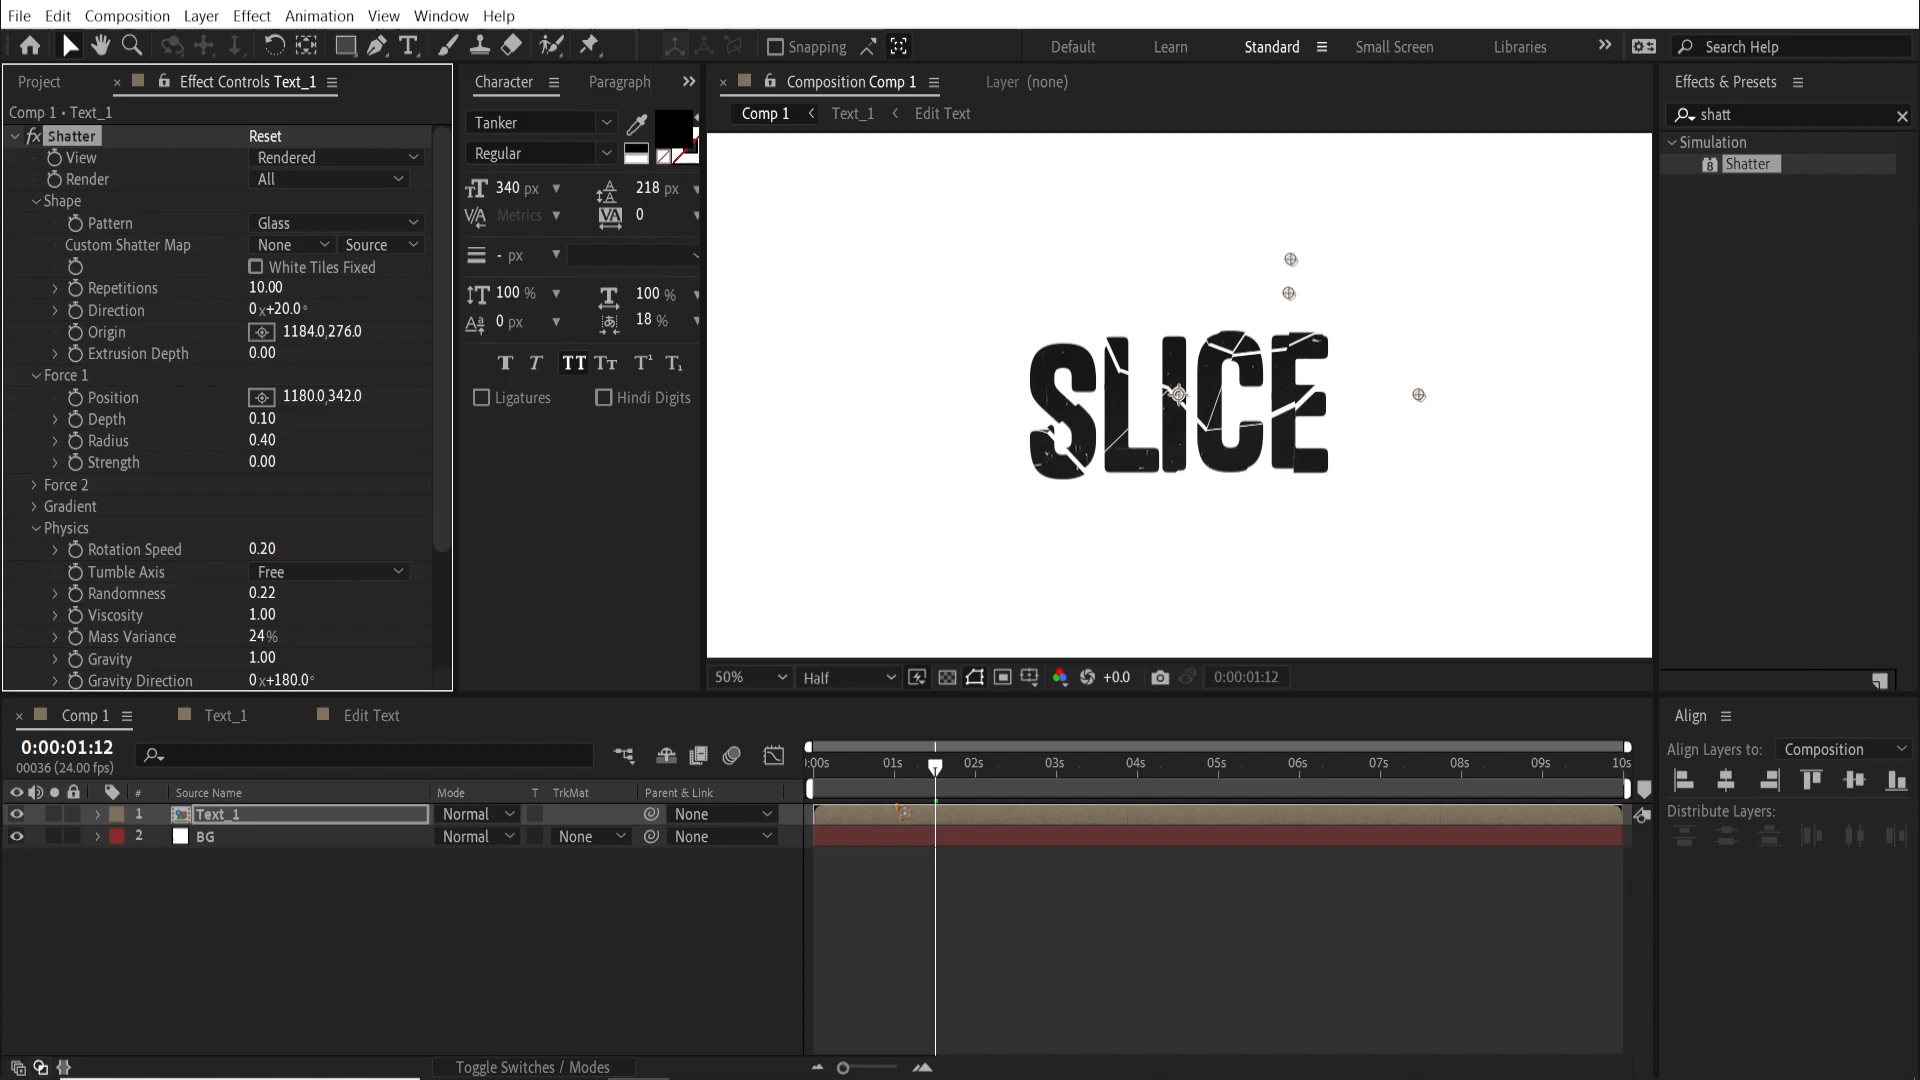 File Edit Composition Layer Effect Animation View Window Help
Snapping Default Learn Standard Small Screen Libraries Search Help
Project Effect Controls Text_1
Comp 1 • Text_1
fx Shatter Reset
View Rendered
Render All
Shape
Pattern Glass
Custom Shatter Map None Source
White Tiles Fixed
Repetitions 10.00
Direction 0x+20.0°
Origin 1184.0,276.0
Extrusion Depth 0.00
Force 1
Position 1180.0,342.0
Depth 0.10
Radius 0.40
Strength 0.00
Force 2
Gradient
Physics
Rotation Speed 0.20
Tumble Axis Free
Randomness 0.22
Viscosity 1.00
Mass Variance 24%
Gravity 1.00
Gravity Direction 0x+180.0°
Character Paragraph
Tanker
Regular
340 px 218 px
Metrics 0
- px
100 % 100 %
0 px 18 %
T T TT Tт T¹ T₁
Ligatures Hindi Digits
Composition Comp 1 Layer (none)
Comp 1 Text_1 Edit Text
SLICE
50% Half +0.0 0:00:01:12
Effects & Presets
shatt
Simulation
Shatter
Comp 1 Text_1 Edit Text
0:00:01:12
00036 (24.00 fps)
# Source Name Mode T TrkMat Parent & Link
1 Text_1 Normal None
2 BG Normal None None
):00s 01s 02s 03s 04s 05s 06s 07s 08s 09s 10s
Toggle Switches / Modes
Align
Align Layers to: Composition
Distribute Layers: